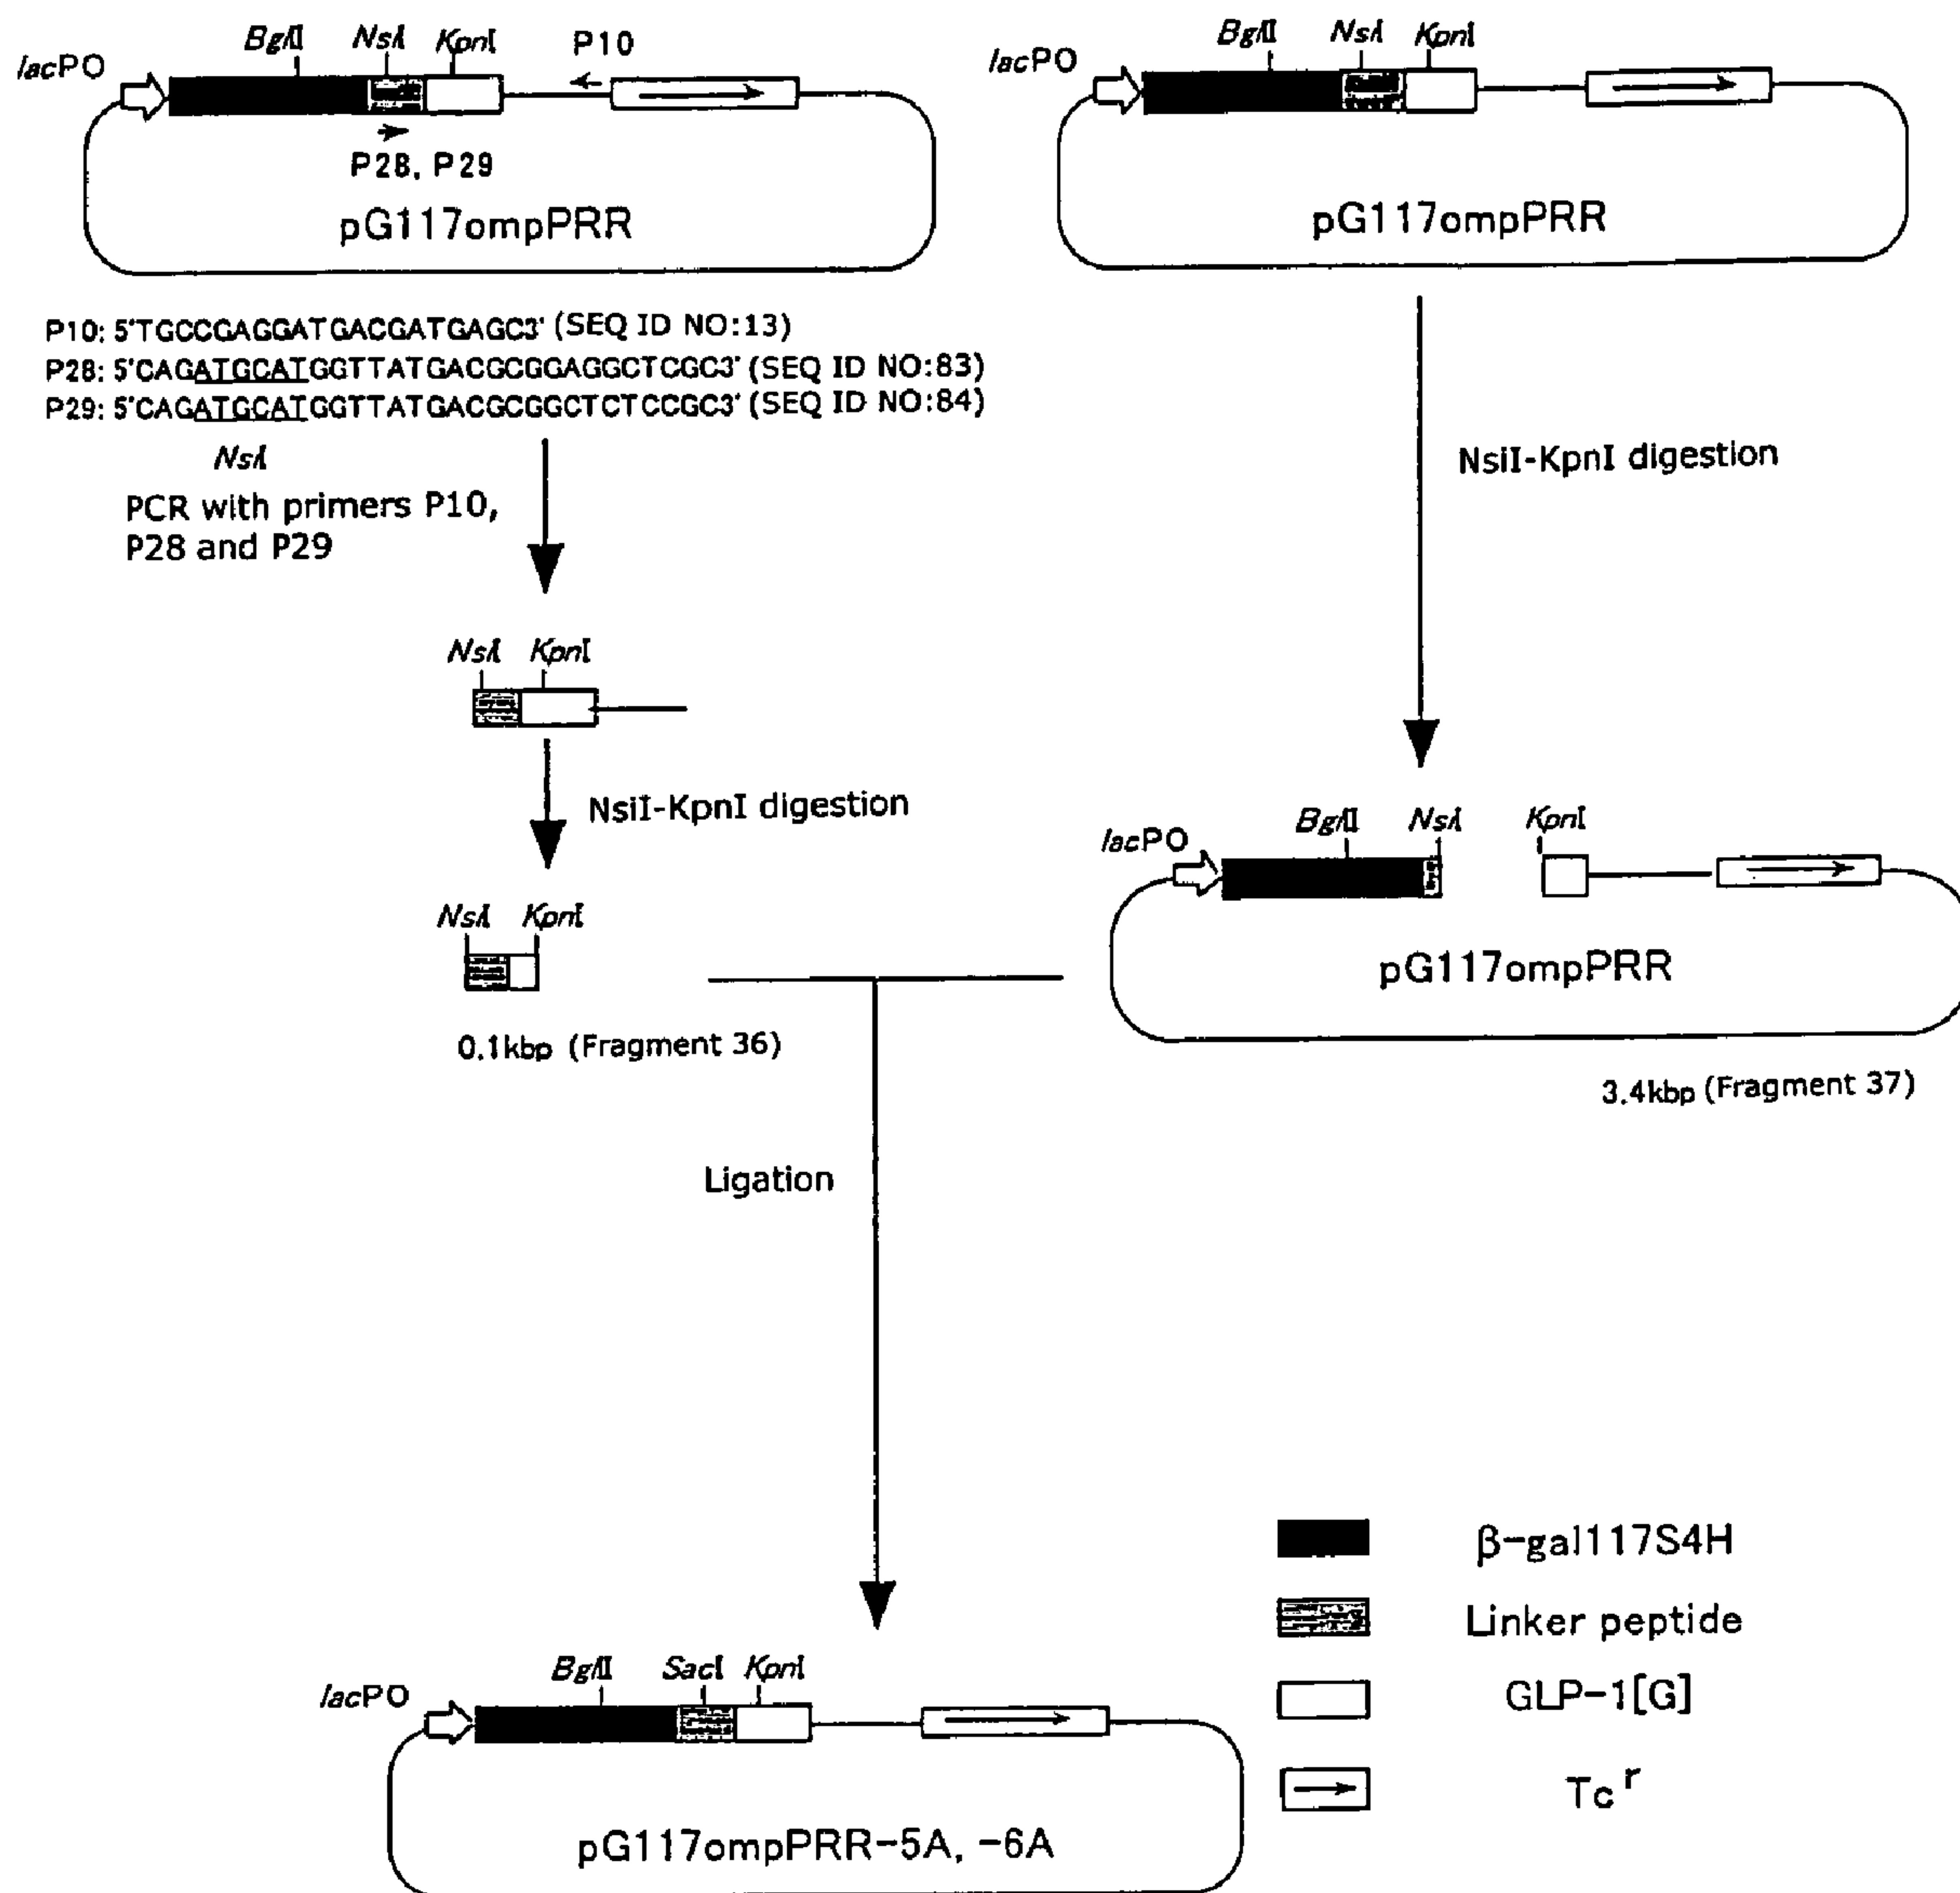 lacPO BglII NsiI KpnI P10
P28, P29
pG117ompPRR
lacPO BglII NsiI KpnI
pG117ompPRR
P10: 5'TGCCGAGGATGACGATGAGC3' (SEQ ID NO:13)
P28: 5'CAGATGCATGGTTATGACGCGGAGGCTCGC3' (SEQ ID NO:83)
P29: 5'CAGATGCATGGTTATGACGCGGCTCTCCGC3' (SEQ ID NO:84)
NsiI
PCR with primers P10,
P28 and P29
NsiI-KpnI digestion
NsiI KpnI
NsiI-KpnI digestion
NsiI KpnI
0.1kbp (Fragment 36)
lacPO BglII NsiI KpnI
pG117ompPRR
3.4kbp (Fragment 37)
Ligation
β-gal117S4H
Linker peptide
GLP-1[G]
Tc r
lacPO BglII SacI KpnI
pG117ompPRR-5A, -6A